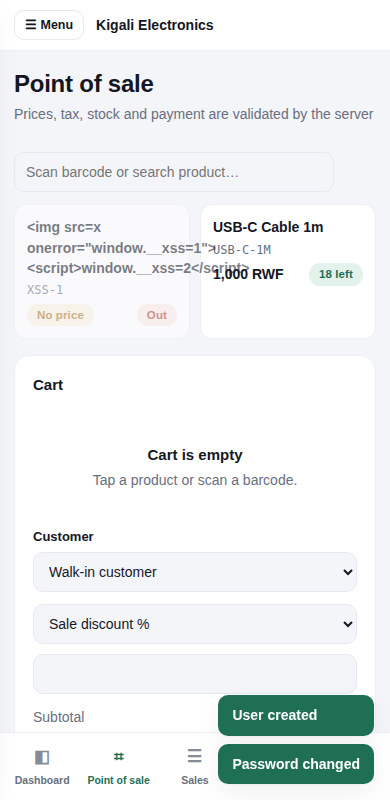 ☰ Menu
Kigali Electronics
Point of sale
Prices, tax, stock and payment are validated by the server
Scan barcode or search product…
<img src=x
onerror="window.__xss=1">
<script>window.__xss=2</script>
XSS-1
No price
Out
USB-C Cable 1m
USB-C-1M
1,000 RWF
18 left
Cart
Cart is empty
Tap a product or scan a barcode.
Customer
Walk-in customer
Sale discount %
Subtotal
User created
Password changed
Dashboard
Point of sale
Sales